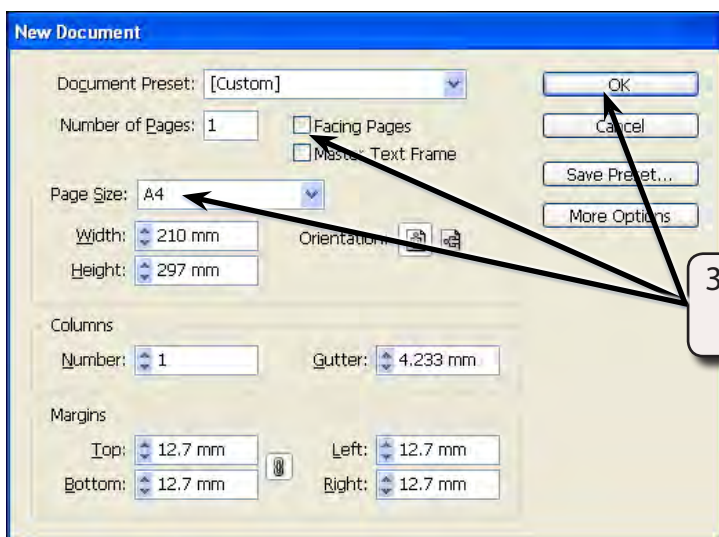 New Document
Document Preset: [Custom]
OK
Number of Pages: 1
Facing Pages
Cancel
Master Text Frame
Save Preset...
Page Size: A4
More Options
Width: 210 mm
Orientation:
Height: 297 mm
3
Columns
Number: 1
Gutter: 4.233 mm
Margins
Top: 12.7 mm
Left: 12.7 mm
Bottom: 12.7 mm
Right: 12.7 mm